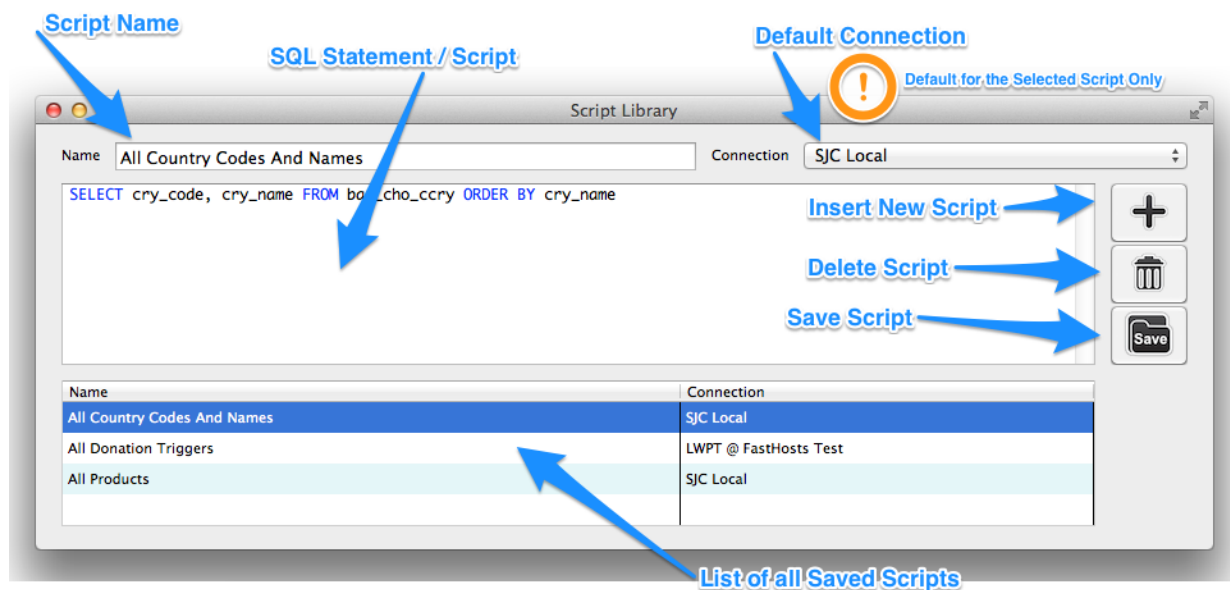 Script Name
SQL Statement / Script
Default Connection
Default for the Selected Script Only
Script Library
Name All Country Codes And Names Connection SJC Local
SELECT cry_code, cry_name FROM cho_ccry ORDER BY cry_name
Insert New Script
Delete Script
Save Script
Save
Name Connection
All Country Codes And Names SJC Local
All Donation Triggers LWPT @ FastHosts Test
All Products SJC Local
List of all Saved Scripts